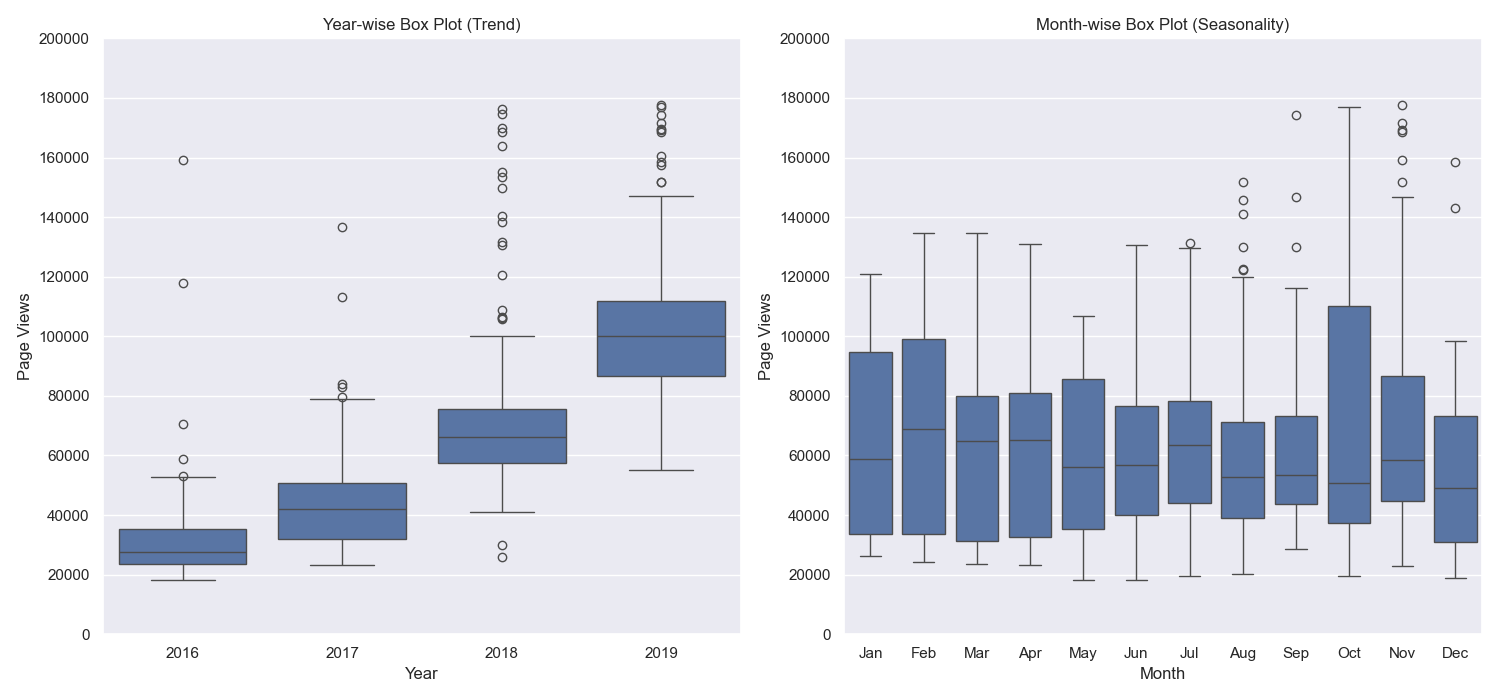 Year-wise Box Plot (Trend)
200000
180000
160000
140000
120000
100000
80000
60000
40000
20000
0
Page Views
2016 2017 2018 2019
Year
Month-wise Box Plot (Seasonality)
200000
180000
160000
140000
120000
100000
80000
60000
40000
20000
0
Page Views
Jan Feb Mar Apr May Jun Jul Aug Sep Oct Nov Dec
Month